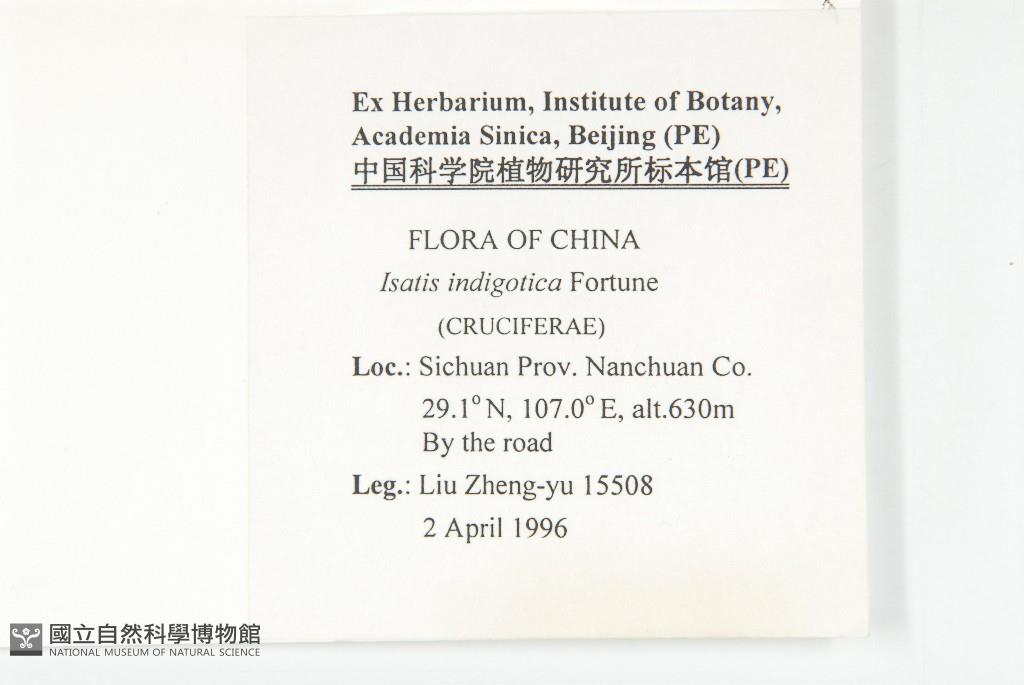 Ex Herbarium, Institute of Botany,
Academia Sinica, Beijing (PE)
中国科学院植物研究所标本馆(PE)
FLORA OF CHINA
Isatis indigotica Fortune
(CRUCIFERAE)
Loc.: Sichuan Prov. Nanchuan Co.
29.1° N, 107.0° E, alt.630m
By the road
Leg.: Liu Zheng-yu 15508
2 April 1996
國立自然科學博物館
NATIONAL MUSEUM OF NATURAL SCIENCE